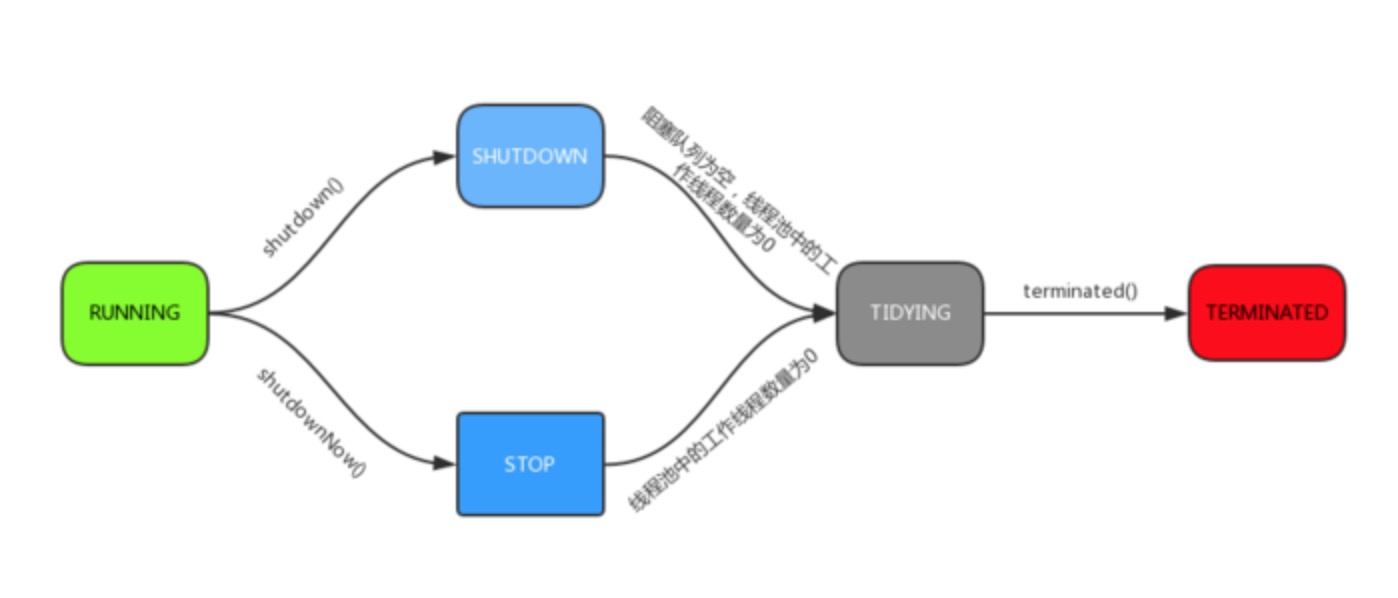 RUNNING
shutdown()
shutdownNow()
SHUTDOWN
STOP
阻塞队列为空，线程池中的工
作线程数量为0
线程池中的工作线程数量为0
TIDYING
terminated()
TERMINATED